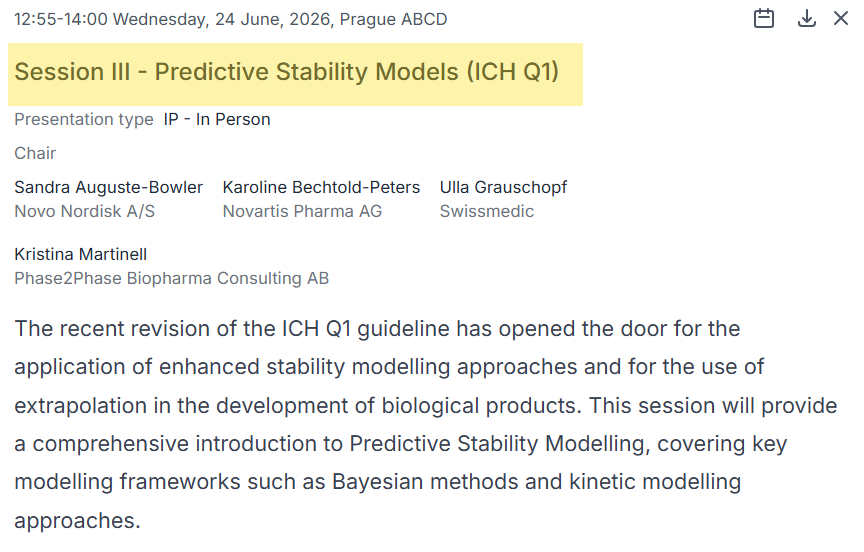 12:55-14:00 Wednesday, 24 June, 2026, Prague ABCD
Session III - Predictive Stability Models (ICH Q1)
Presentation type IP - In Person
Chair
Sandra Auguste-Bowler Karoline Bechtold-Peters Ulla Grauschopf
Novo Nordisk A/S Novartis Pharma AG Swissmedic
Kristina Martinell
Phase2Phase Biopharma Consulting AB
The recent revision of the ICH Q1 guideline has opened the door for the
application of enhanced stability modelling approaches and for the use of
extrapolation in the development of biological products. This session will provide
a comprehensive introduction to Predictive Stability Modelling, covering key
modelling frameworks such as Bayesian methods and kinetic modelling
approaches.